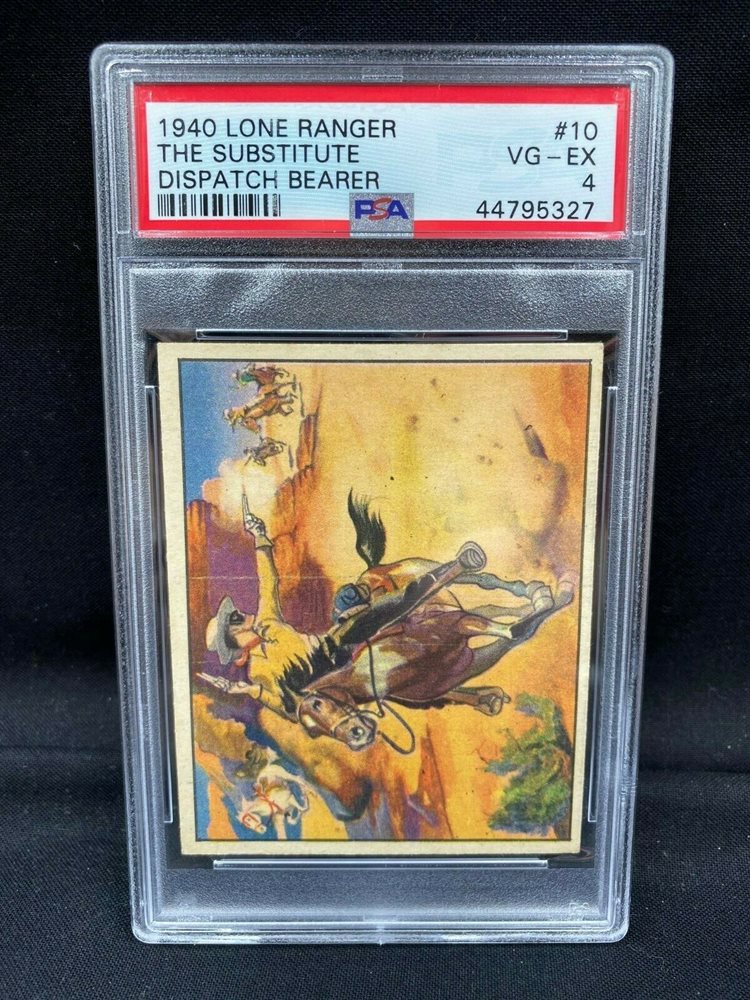 1940 LONE RANGER #10
THE SUBSTITUTE VG-EX
DISPATCH BEARER 4
PSA 44795327